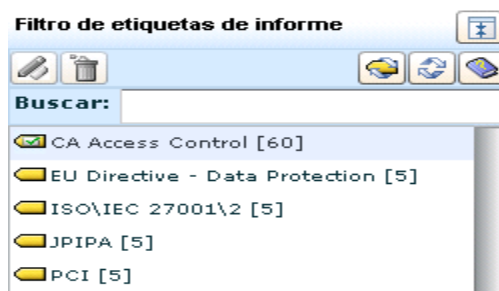 Filtro de etiquetas de informe
Buscar:
CA Access Control [60]
EU Directive - Data Protection [5]
ISO\IEC 27001\2 [5]
JPIPA [5]
PCI [5]